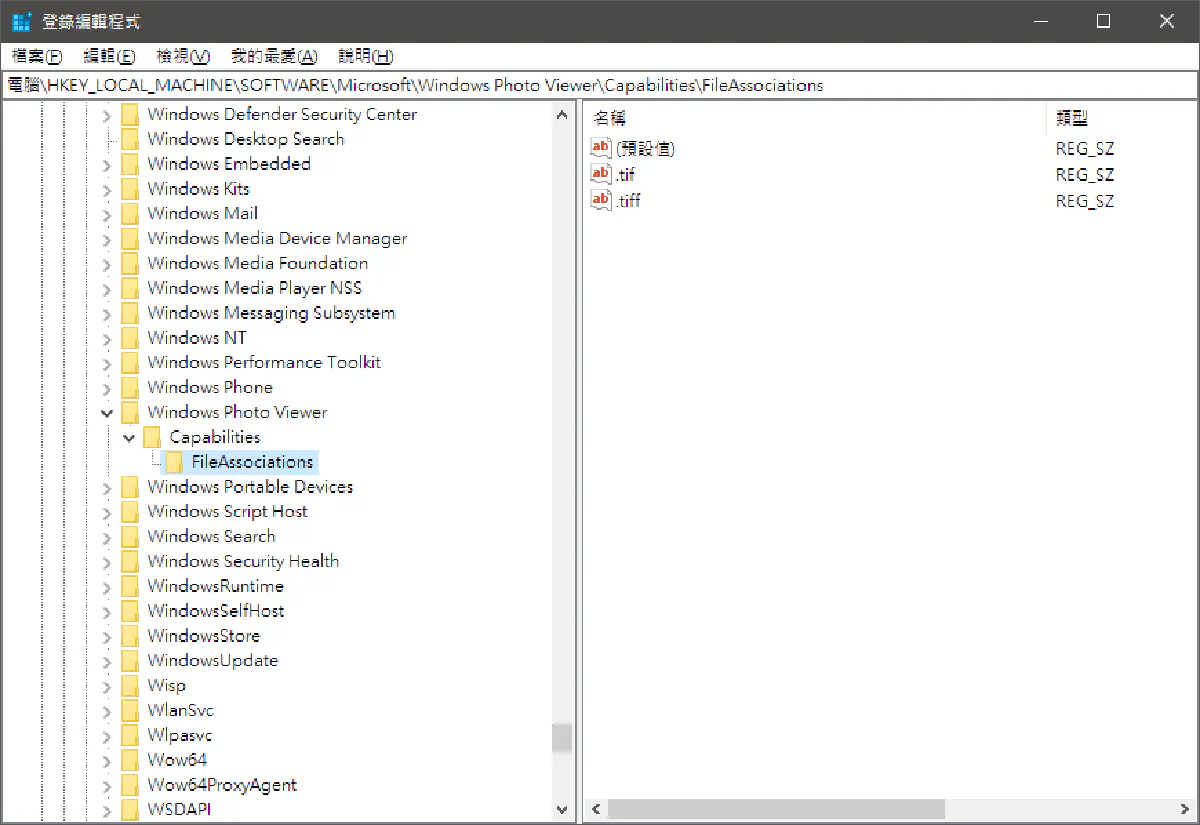 登錄編輯程式
檔案(F) 編輯(E) 檢視(V) 我的最愛(A) 說明(H)
電腦\HKEY_LOCAL_MACHINE\SOFTWARE\Microsoft\Windows Photo Viewer\Capabilities\FileAssociations
Windows Defender Security Center
Windows Desktop Search
Windows Embedded
Windows Kits
Windows Mail
Windows Media Device Manager
Windows Media Foundation
Windows Media Player NSS
Windows Messaging Subsystem
Windows NT
Windows Performance Toolkit
Windows Phone
Windows Photo Viewer
Capabilities
FileAssociations
Windows Portable Devices
Windows Script Host
Windows Search
Windows Security Health
WindowsRuntime
WindowsSelfHost
WindowsStore
WindowsUpdate
Wisp
WlanSvc
Wlpasvc
Wow64
Wow64ProxyAgent
WSDAPI
名稱 類型
(預設值) REG_SZ
.tif REG_SZ
.tiff REG_SZ